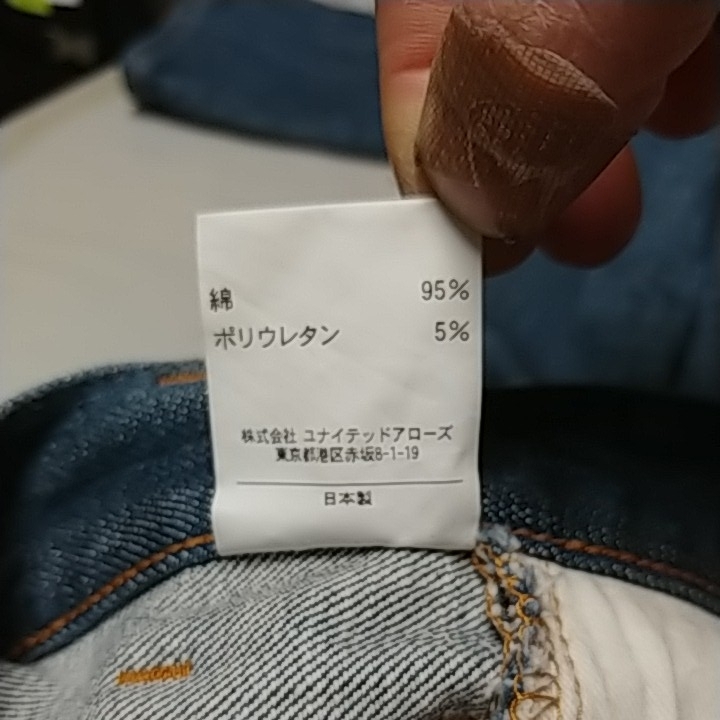 綿 95%
ポリウレタン 5%
株式会社 ユナイテッドアローズ
東京都港区赤坂8-1-19
日本製